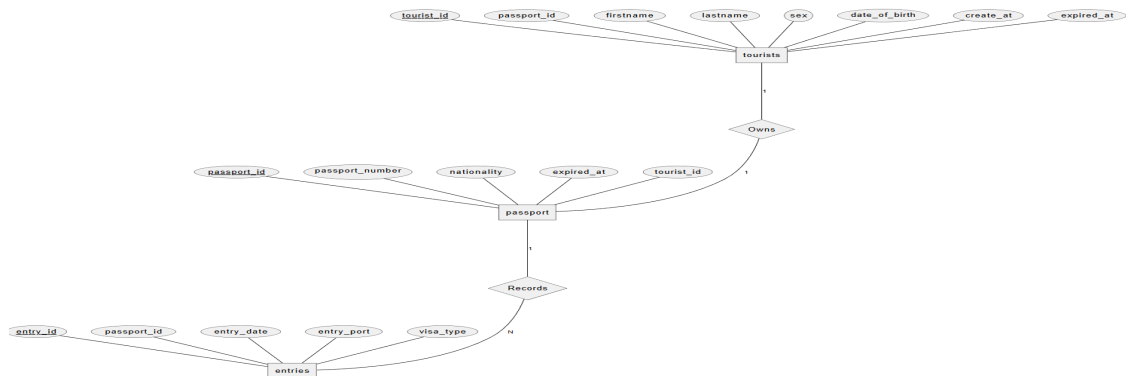 tourist_id passport_id firstname lastname sex date_of_birth create_at expired_at
tourists
1
Owns
passport_id passport_number nationality expired_at tourist_id
1
passport
1
Records
entry_id passport_id entry_date entry_port visa_type
N
entries